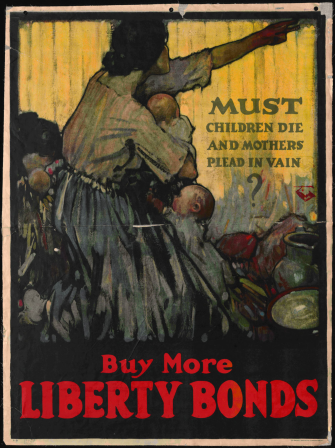 MUST
CHILDREN DIE
AND MOTHERS
PLEAD IN VAIN
?
Buy More
LIBERTY BONDS